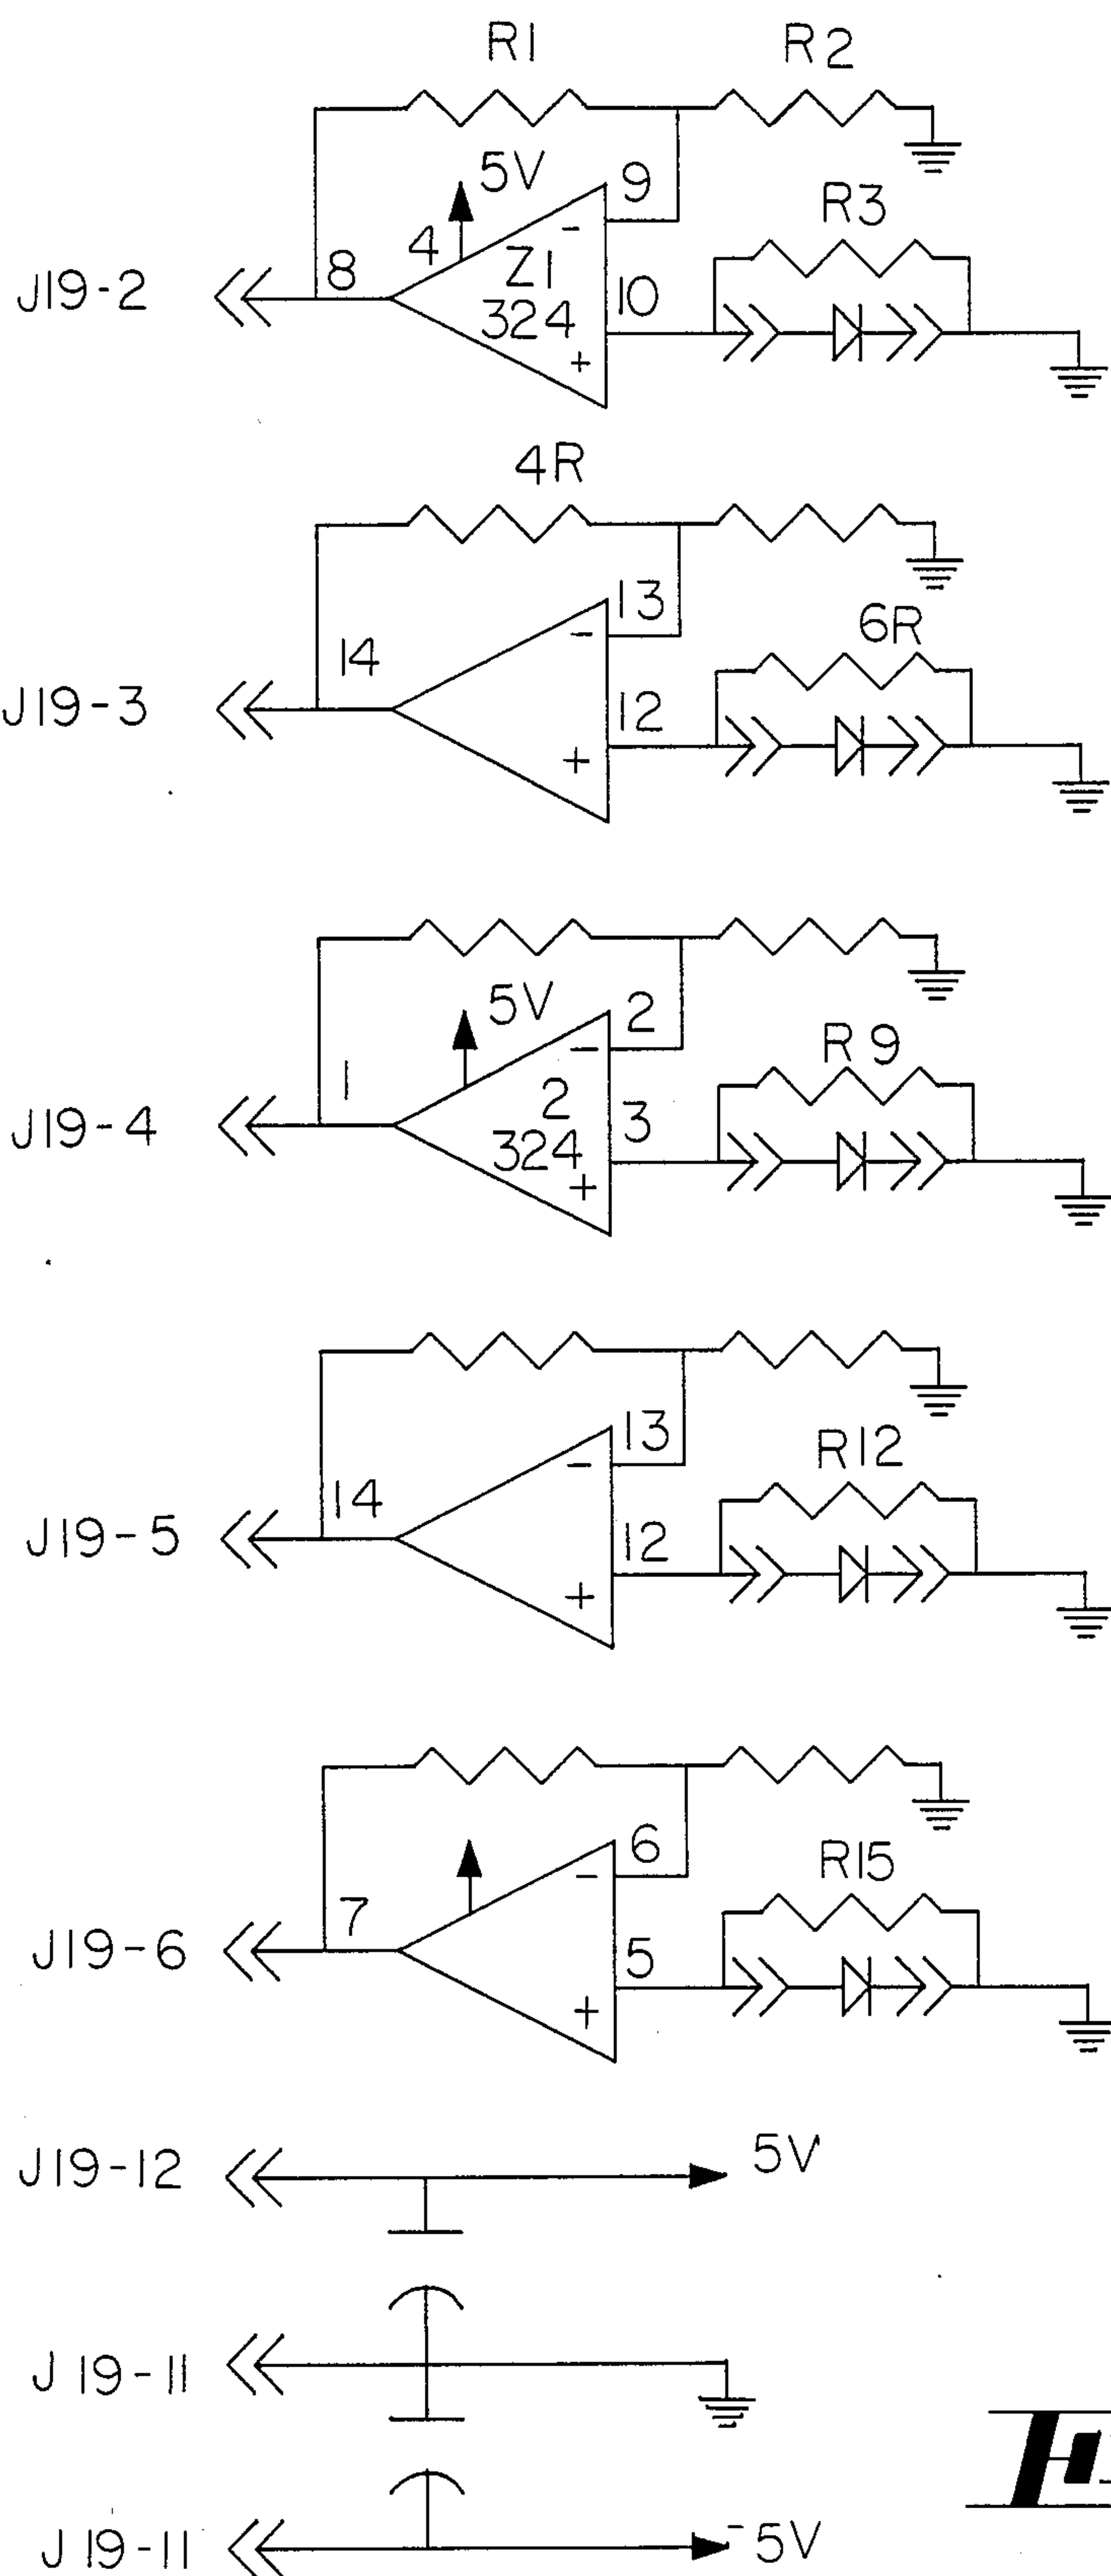 R1 R2
5V 9
R3
4 -
8 Z1 10
J19-2 324
+
4R
13
- 6R
14
J19-3 12
+
5V 2
- R 9
1 2 3
J19-4 324
+
13
- R12
14
J19-5 12
+
6
- R15
7
J19-6 5
+
J19-12 5V
J 19-11
J 19-11 -5V